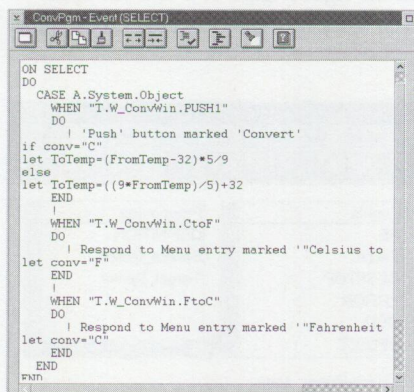 ConvPgm - Event (SELECT)
ON SELECT
DO
CASE A.System.Object
WHEN "T.W_ConvWin.PUSH1"
DO
! 'Push' button marked 'Convert'
if conv="C"
let ToTemp=(FromTemp-32)*5/9
else
let ToTemp=((9*FromTemp)/5)+32
END
!
WHEN "T.W_ConvWin.CtoF"
DO
! Respond to Menu entry marked '"Celsius to
let conv="F"
END
!
WHEN "T.W_ConvWin.FtoC"
DO
! Respond to Menu entry marked '"Fahrenheit
let conv="C"
END
END
END